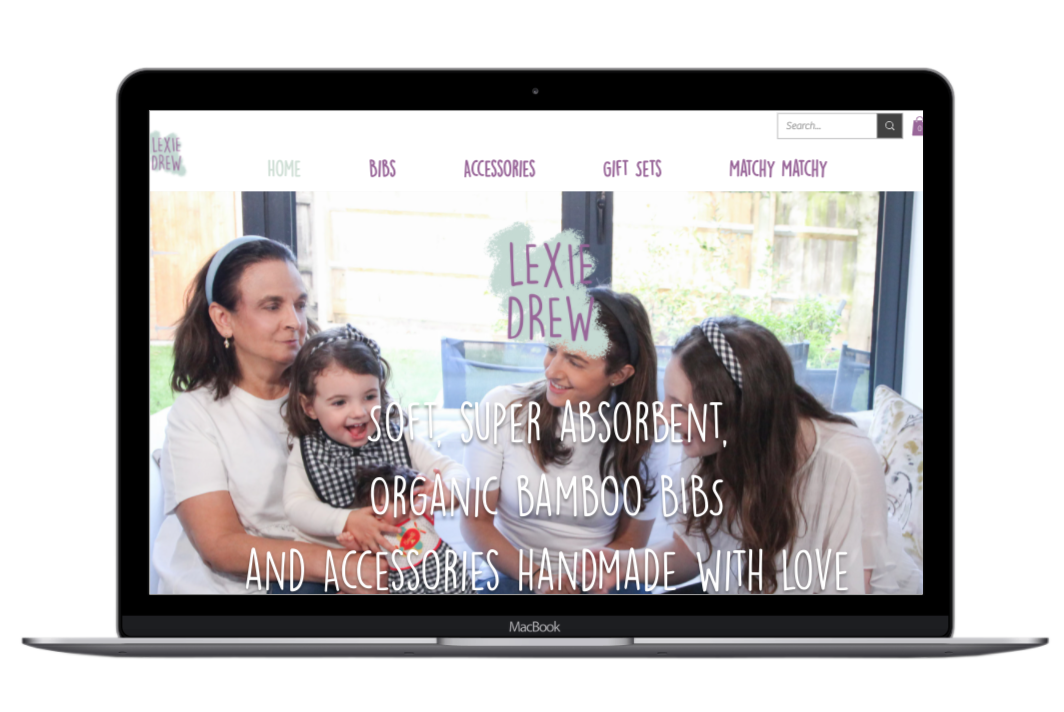 Search...
0
LEXIE
DREW
HOME BIBS ACCESSORIES GIFT SETS MATCHY MATCHY
LEXIE
DREW
SOFT, SUPER ABSORBENT,
ORGANIC BAMBOO BIBS
AND ACCESSORIES HANDMADE WITH LOVE
MacBook